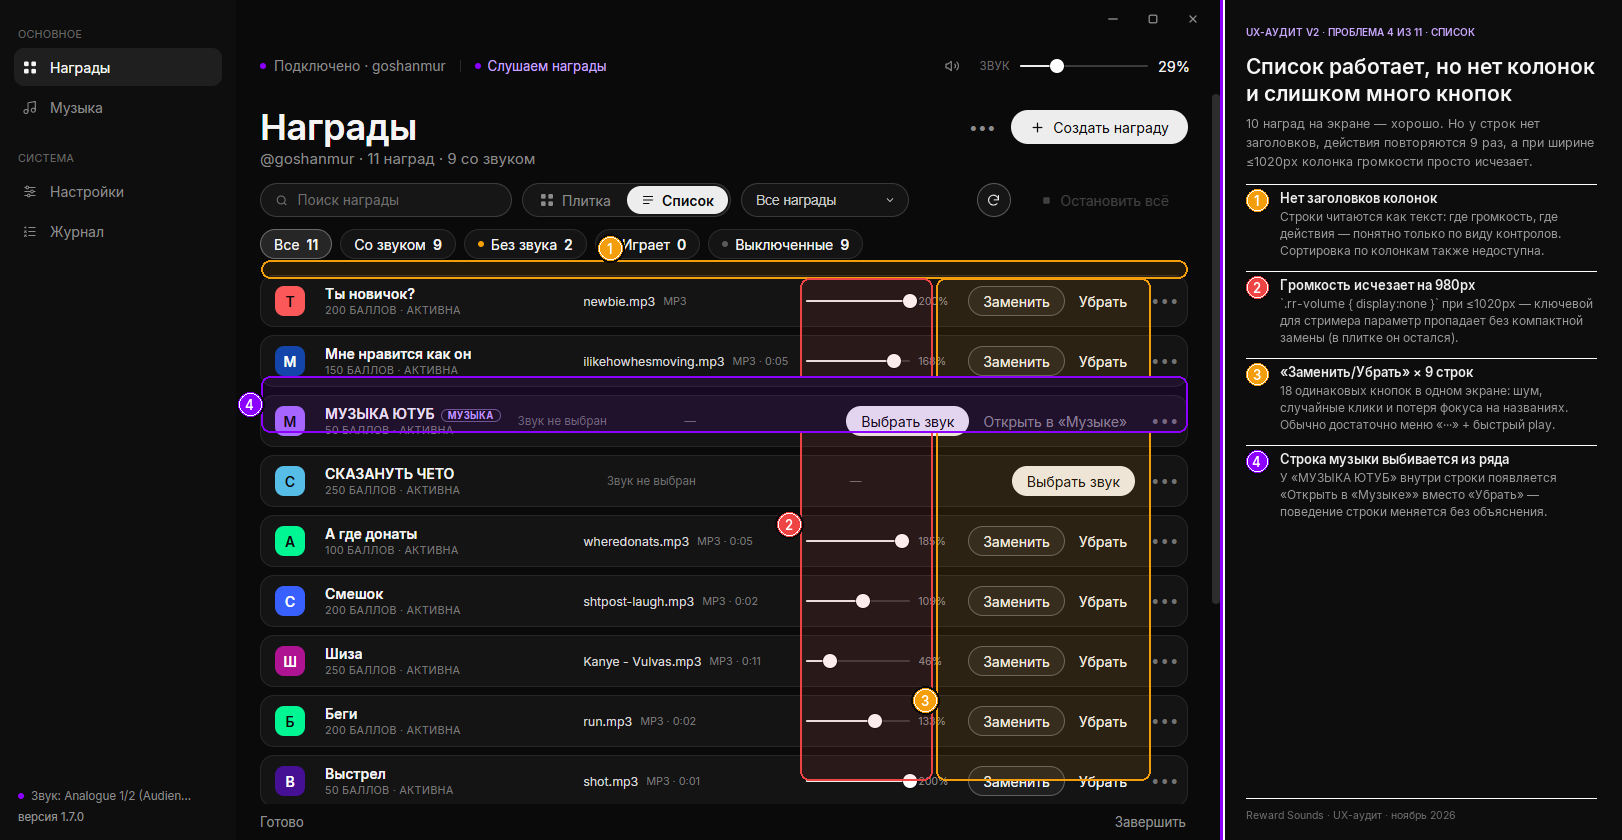 ОСНОВНОЕ
Награды
Музыка
СИСТЕМА
Настройки
Журнал
Звук: Analogue 1/2 (Audien...
версия 1.7.0
Подключено · goshanmur
Слушаем награды
ЗВУК
29%
Награды
@goshanmur · 11 наград · 9 со звуком
Создать награду
Поиск награды
Плитка
Список
Все награды
Остановить всё
Все 11
Со звуком 9
Без звука 2
1
Играет 0
Выключенные 9
Т
Ты новичок?
200 БАЛЛОВ · АКТИВНА
newbie.mp3 MP3
200%
Заменить
Убрать
М
Мне нравится как он
150 БАЛЛОВ · АКТИВНА
ilikehowhesmoving.mp3 MP3 · 0:05
168%
Заменить
Убрать
4
М
МУЗЫКА ЮТУБ МУЗЫКА
50 БАЛЛОВ · АКТИВНА
Звук не выбран
—
Выбрать звук
Открыть в «Музыке»
С
СКАЗАНУТЬ ЧЕТО
250 БАЛЛОВ · АКТИВНА
Звук не выбран
—
Выбрать звук
2
А
А где донаты
100 БАЛЛОВ · АКТИВНА
wheredonats.mp3 MP3 · 0:05
185%
Заменить
Убрать
С
Смешок
200 БАЛЛОВ · АКТИВНА
shtpost-laugh.mp3 MP3 · 0:02
109%
Заменить
Убрать
Ш
Шиза
250 БАЛЛОВ · АКТИВНА
Kanye - Vulvas.mp3 MP3 · 0:11
46%
Заменить
Убрать
3
Б
Беги
200 БАЛЛОВ · АКТИВНА
run.mp3 MP3 · 0:02
133%
Заменить
Убрать
В
Выстрел
50 БАЛЛОВ · АКТИВНА
shot.mp3 MP3 · 0:01
200%
Заменить
Убрать
Готово
Завершить
UX-АУДИТ V2 · ПРОБЛЕМА 4 ИЗ 11 · СПИСОК
Список работает, но нет колонок
и слишком много кнопок
10 наград на экране — хорошо. Но у строк нет
заголовков, действия повторяются 9 раз, а при ширине
≤1020px колонка громкости просто исчезает.
1
Нет заголовков колонок
Строки читаются как текст: где громкость, где
действия — понятно только по виду контролов.
Сортировка по колонкам также недоступна.
2
Громкость исчезает на 980px
`.rr-volume { display:none }` при ≤1020px — ключевой
для стримера параметр пропадает без компактной
замены (в плитке он остался).
3
«Заменить/Убрать» × 9 строк
18 одинаковых кнопок в одном экране: шум,
случайные клики и потеря фокуса на названиях.
Обычно достаточно меню «···» + быстрый play.
4
Строка музыки выбивается из ряда
У «МУЗЫКА ЮТУБ» внутри строки появляется
«Открыть в «Музыке»» вместо «Убрать» —
поведение строки меняется без объяснения.
Reward Sounds · UX-аудит · ноябрь 2026